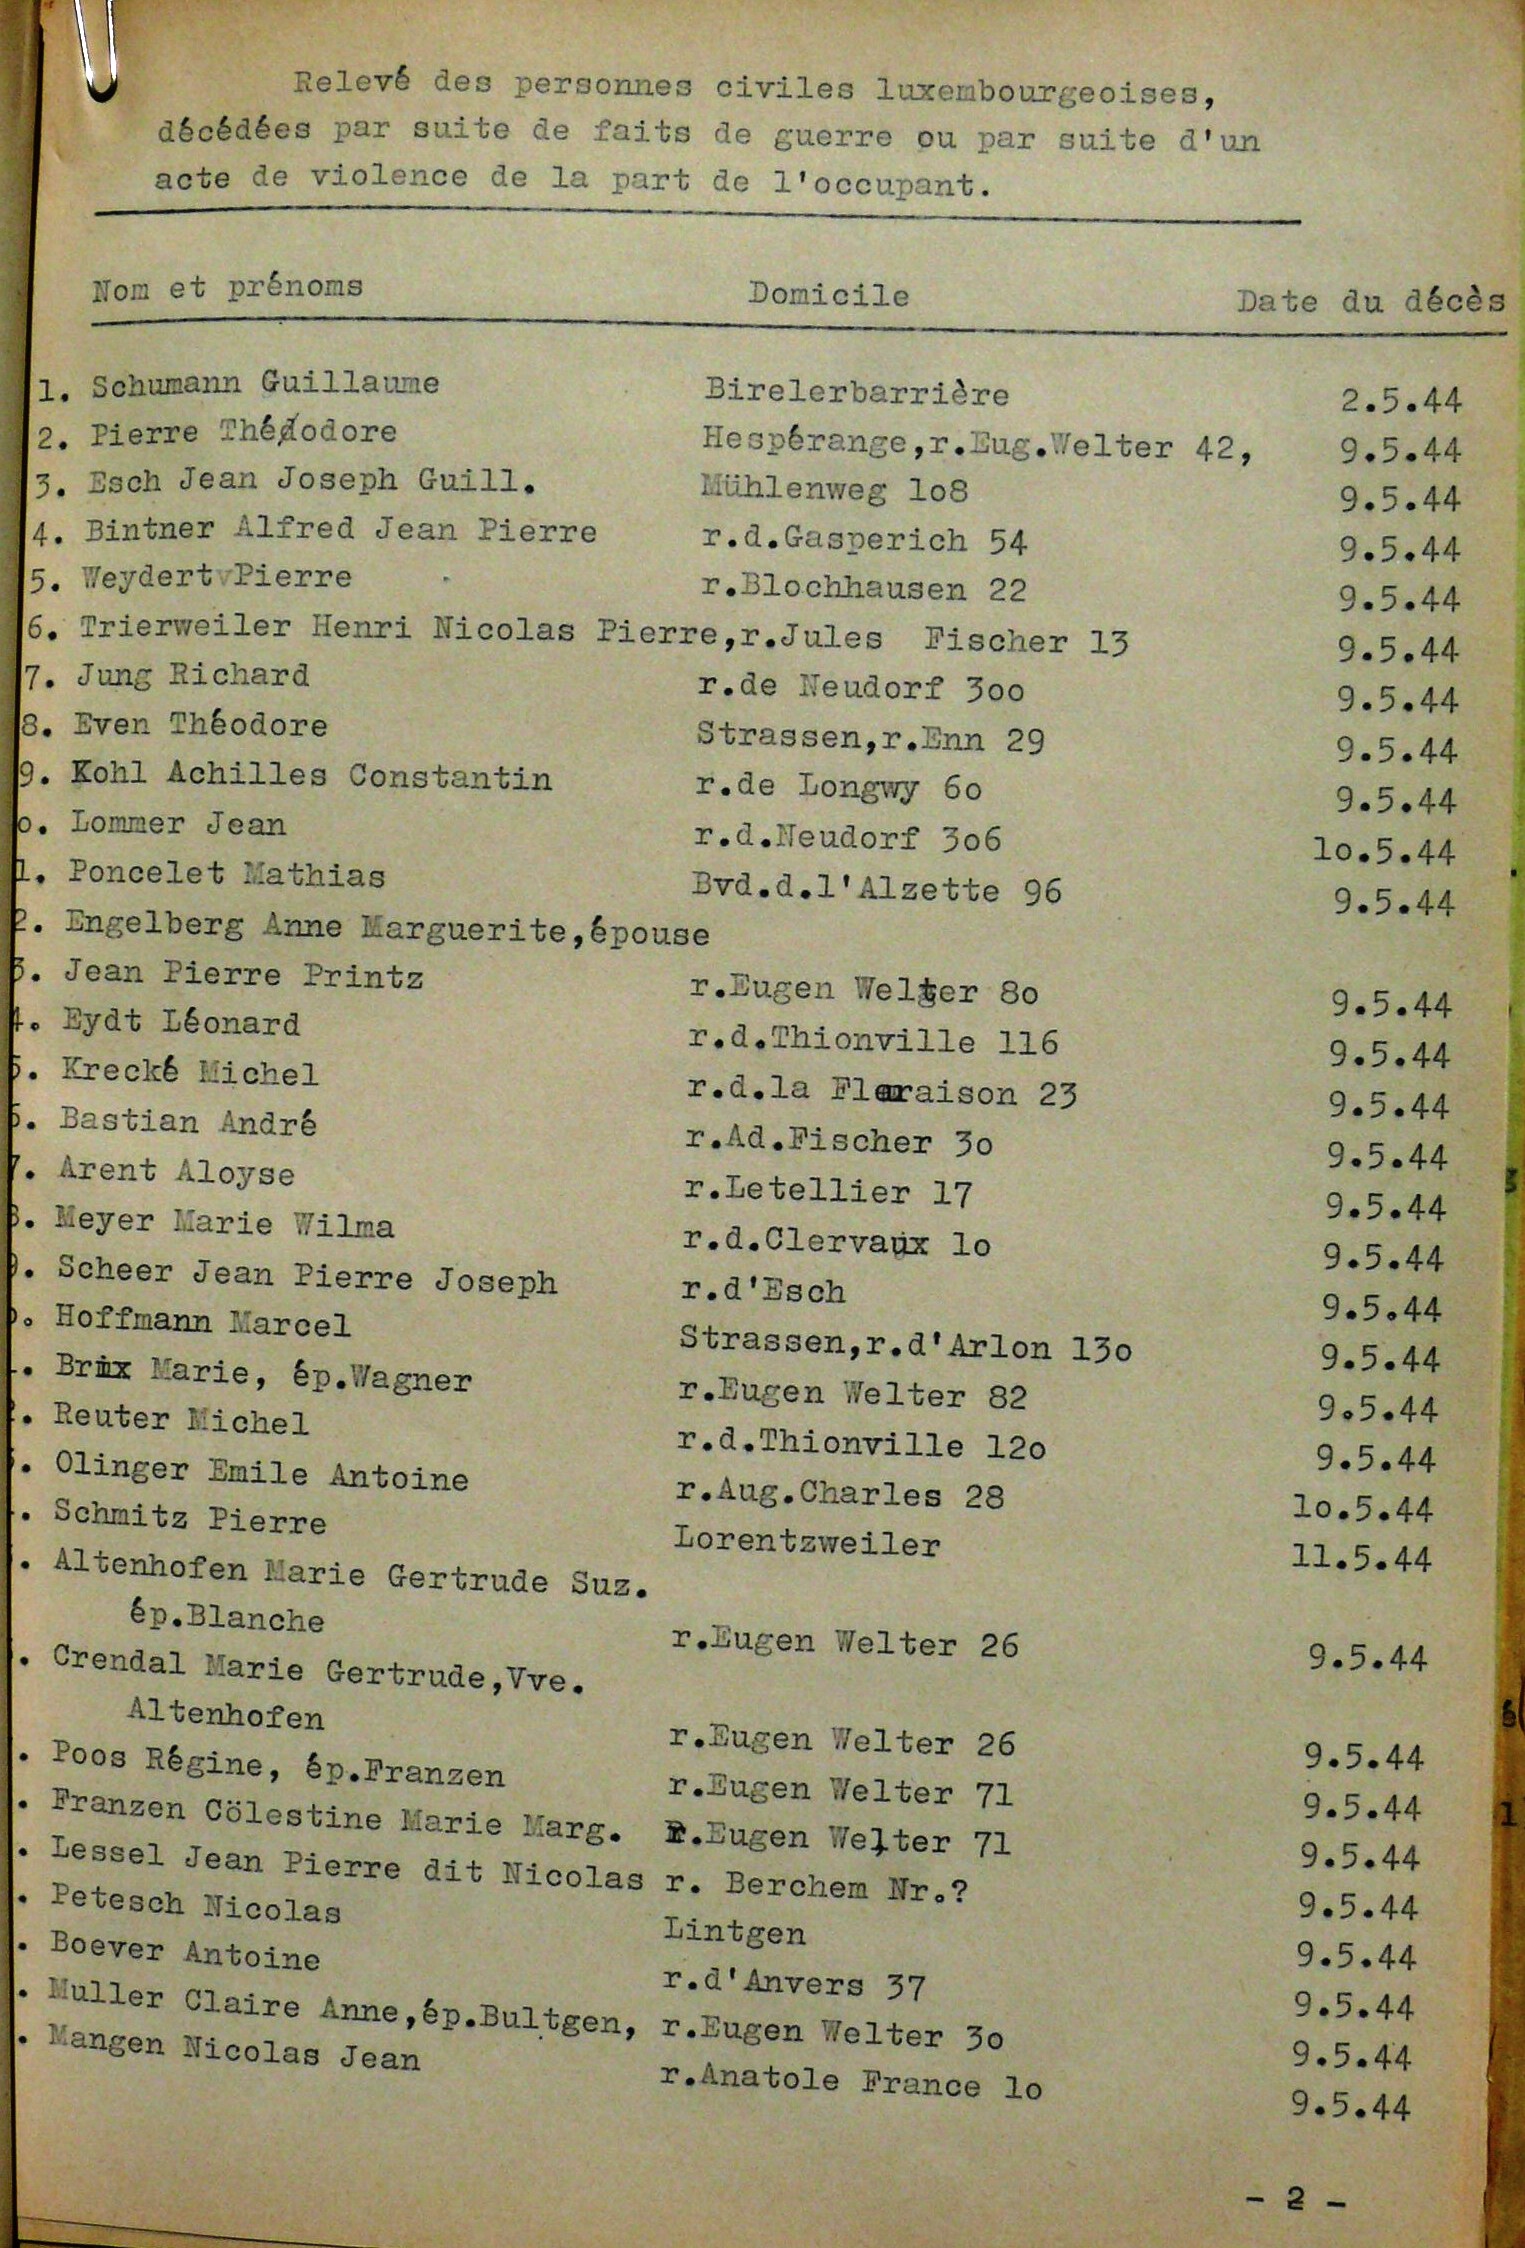 Relevé des personnes civiles luxembourgeoises,
décédées par suite de faits de guerre ou par suite d'un
acte de violence de la part de l'occupant.
Nom et prénoms Domicile Date du décès
1. Schumann Guillaume Birelerbarrière 2.5.44
2. Pierre Théodore Hespérange,r.Eug.Welter 42, 9.5.44
3. Esch Jean Joseph Guill. Mühlenweg 1o8 9.5.44
4. Bintner Alfred Jean Pierre r.d.Gasperich 54 9.5.44
5. Weydert Pierre r.Blochhausen 22 9.5.44
6. Trierweiler Henri Nicolas Pierre,r.Jules Fischer 13 9.5.44
7. Jung Richard r.de Neudorf 3oo 9.5.44
8. Even Théodore Strassen,r.Enn 29 9.5.44
9. Kohl Achilles Constantin r.de Longwy 6o 9.5.44
o. Lommer Jean r.d.Neudorf 3o6 1o.5.44
1. Poncelet Mathias Bvd.d.l'Alzette 96 9.5.44
2. Engelberg Anne Marguerite,épouse
3. Jean Pierre Printz r.Eugen Welter 8o 9.5.44
4. Eydt Léonard r.d.Thionville 116 9.5.44
5. Krecké Michel r.d.la Floraison 23 9.5.44
6. Bastian André r.Ad.Fischer 3o 9.5.44
7. Arent Aloyse r.Letellier 17 9.5.44
8. Meyer Marie Wilma r.d.Clervaux 1o 9.5.44
9. Scheer Jean Pierre Joseph r.d'Esch 9.5.44
o. Hoffmann Marcel Strassen,r.d'Arlon 13o 9.5.44
. Brix Marie, ép.Wagner r.Eugen Welter 82 9.5.44
. Reuter Michel r.d.Thionville 12o 9.5.44
. Olinger Emile Antoine r.Aug.Charles 28 1o.5.44
. Schmitz Pierre Lorentzweiler 11.5.44
. Altenhofen Marie Gertrude Suz.
ép.Blanche r.Eugen Welter 26 9.5.44
. Crendal Marie Gertrude,Vve.
Altenhofen r.Eugen Welter 26 9.5.44
. Poos Régine, ép.Franzen r.Eugen Welter 71 9.5.44
. Franzen Cölestine Marie Marg. r.Eugen Welter 71 9.5.44
. Lessel Jean Pierre dit Nicolas r. Berchem Nr.? 9.5.44
. Petesch Nicolas Lintgen 9.5.44
. Boever Antoine r.d'Anvers 37 9.5.44
. Muller Claire Anne,ép.Bultgen, r.Eugen Welter 3o 9.5.44
. Mangen Nicolas Jean r.Anatole France 1o 9.5.44
- 2 -